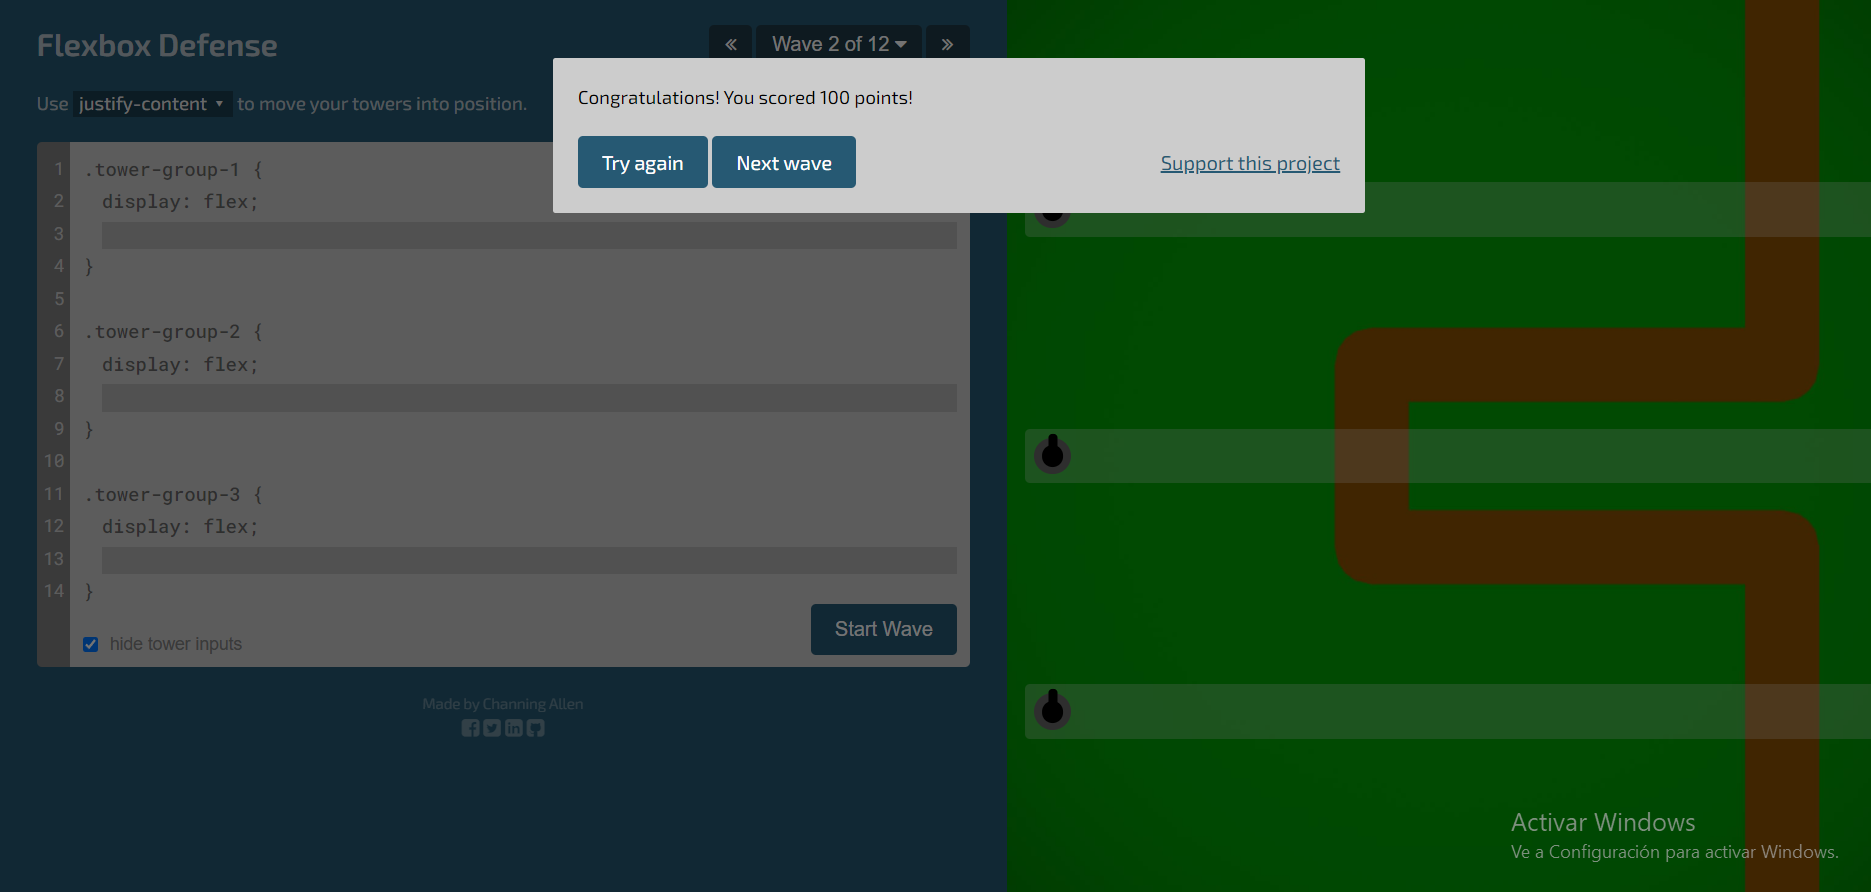 Flexbox Defense
« Wave 2 of 12 »
Use justify-content to move your towers into position.
Congratulations! You scored 100 points!
Try again
Next wave
Support this project
1 .tower-group-1 {
2 display: flex;
3
4 }
5
6 .tower-group-2 {
7 display: flex;
8
9 }
10
11 .tower-group-3 {
12 display: flex;
13
14 }
hide tower inputs
Start Wave
Made by Channing Allen
Activar Windows
Ve a Configuración para activar Windows.